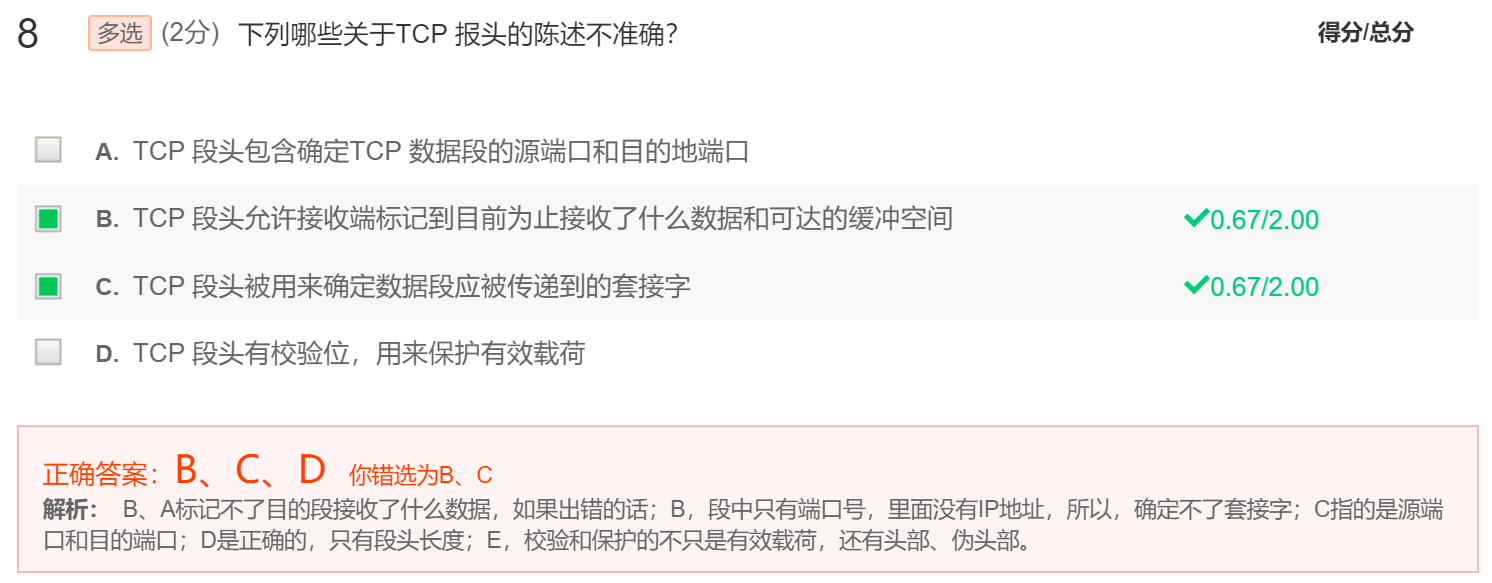 8 多选 (2分) 下列哪些关于TCP 报头的陈述不准确? 得分/总分
A. TCP 段头包含确定TCP 数据段的源端口和目的地端口
B. TCP 段头允许接收端标记到目前为止接收了什么数据和可达的缓冲空间 0.67/2.00
C. TCP 段头被用来确定数据段应被传递到的套接字 0.67/2.00
D. TCP 段头有校验位，用来保护有效载荷
正确答案：B、C、D 你错选为B、C
解析： B、A标记不了目的段接收了什么数据，如果出错的话；B，段中只有端口号，里面没有IP地址，所以，确定不了套接字；C指的是源端
口和目的端口；D是正确的，只有段头长度；E，校验和保护的不只是有效载荷，还有头部、伪头部。